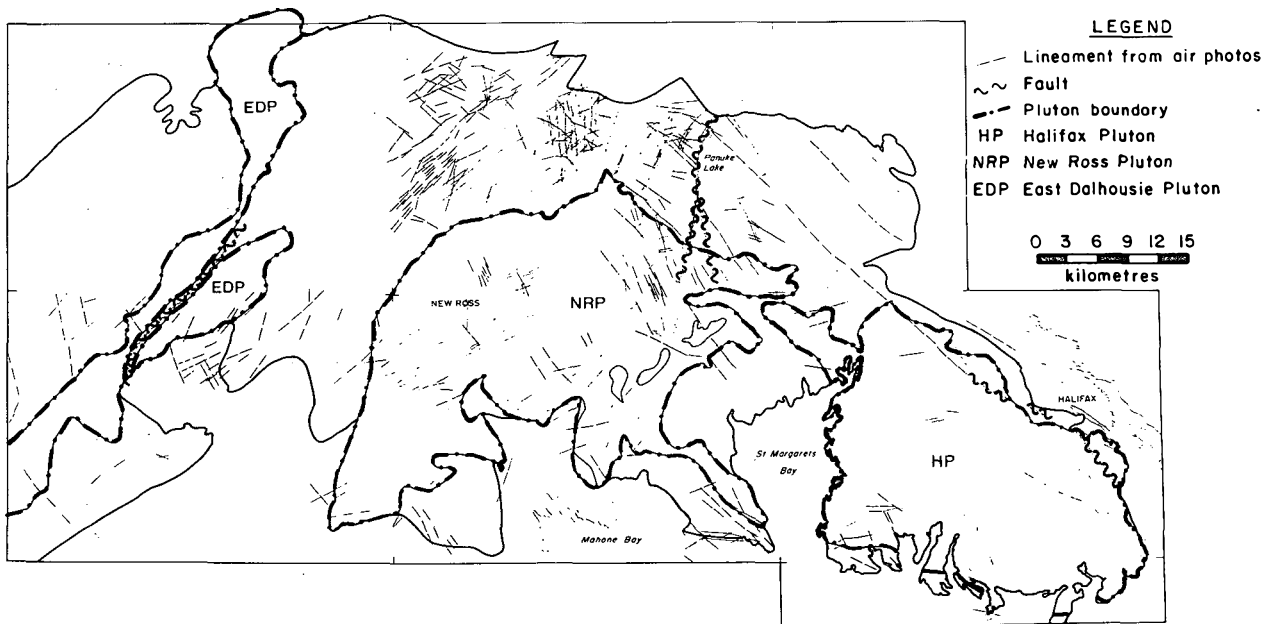 LEGEND
Lineament from air photos
Fault
Pluton boundary
HP Halifax Pluton
NRP New Ross Pluton
EDP East Dalhousie Pluton
0 3 6 9 12 15
kilometres
EDP
Panuke
Lake
EDP
NEW ROSS
NRP
HALIFAX
St Margarets
Bay
HP
Mahone Bay